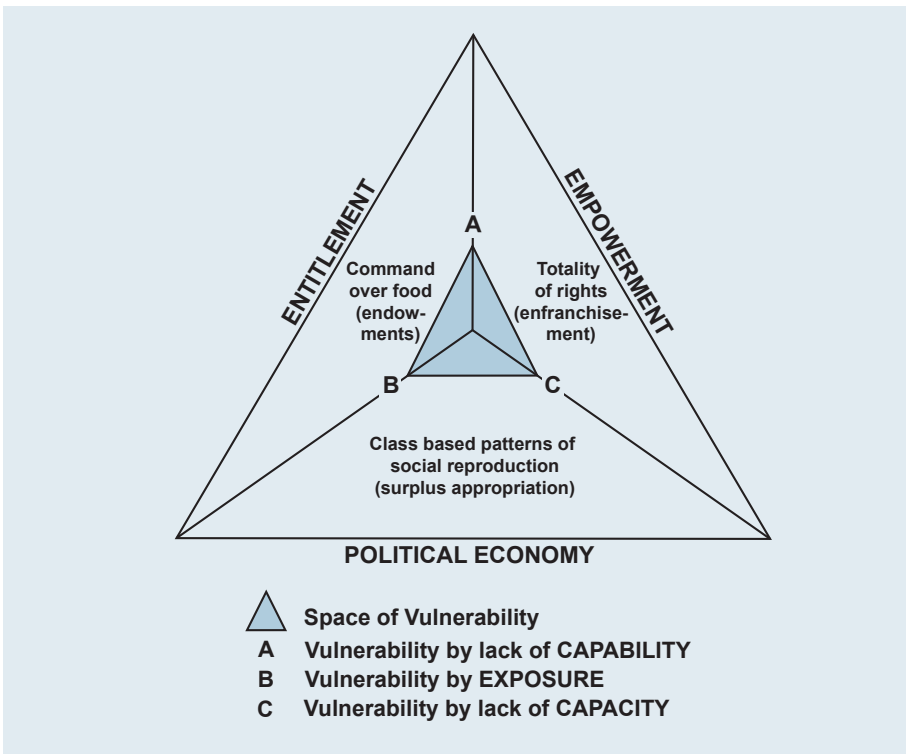 ENTITLEMENT
EMPOWERMENT
A
Command
over food
(endow-
ments)
Totality
of rights
(enfranchise-
ment)
B
C
Class based patterns of
social reproduction
(surplus appropriation)
POLITICAL ECONOMY
Space of Vulnerability
A Vulnerability by lack of CAPABILITY
B Vulnerability by EXPOSURE
C Vulnerability by lack of CAPACITY